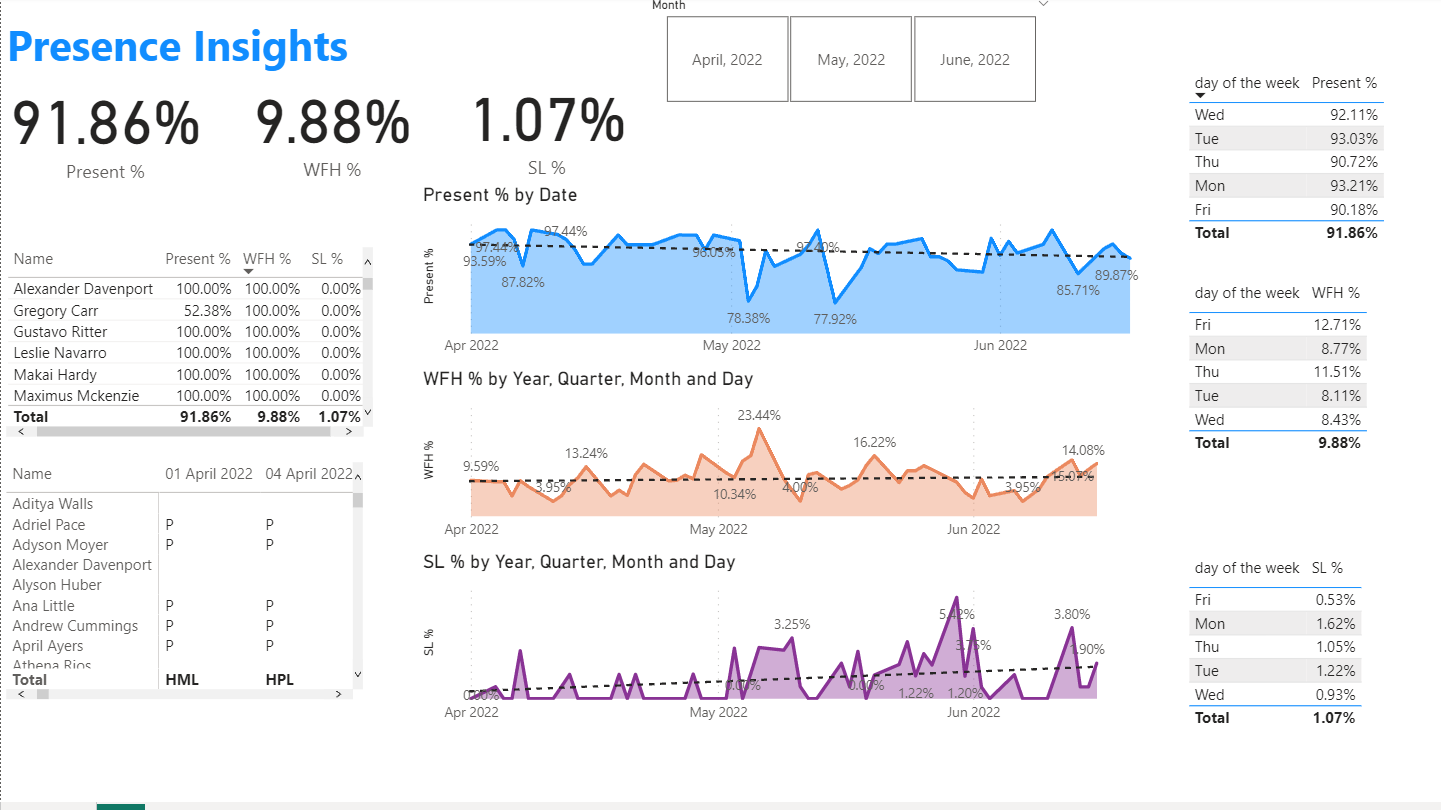 Month
Presence Insights
April, 2022
May, 2022
June, 2022
91.86%
Present %
9.88%
WFH %
1.07%
SL %
Name Present % WFH % SL %
Alexander Davenport 100.00% 100.00% 0.00%
Gregory Carr 52.38% 100.00% 0.00%
Gustavo Ritter 100.00% 100.00% 0.00%
Leslie Navarro 100.00% 100.00% 0.00%
Makai Hardy 100.00% 100.00% 0.00%
Maximus Mckenzie 100.00% 100.00% 0.00%
Total 91.86% 9.88% 1.07%
Name 01 April 2022 04 April 2022
Aditya Walls
Adriel Pace P P
Adyson Moyer P P
Alexander Davenport
Alyson Huber
Ana Little P P
Andrew Cummings P P
April Ayers P P
Athena Rios
Total HML HPL
Present % by Date
Present %
97.44%
97.44%
93.59%
87.82%
96.05%
97.40%
78.38%
77.92%
85.71%
89.87%
Apr 2022 May 2022 Jun 2022
WFH % by Year, Quarter, Month and Day
WFH %
9.59%
3.95%
13.24%
10.34%
23.44%
4.00%
16.22%
3.95%
15.07%
14.08%
Apr 2022 May 2022 Jun 2022
SL % by Year, Quarter, Month and Day
SL %
0.00%
0.00%
3.25%
0.00%
1.22%
5.42%
1.20%
3.75%
3.80%
1.90%
Apr 2022 May 2022 Jun 2022
day of the week Present %
Wed 92.11%
Tue 93.03%
Thu 90.72%
Mon 93.21%
Fri 90.18%
Total 91.86%
day of the week WFH %
Fri 12.71%
Mon 8.77%
Thu 11.51%
Tue 8.11%
Wed 8.43%
Total 9.88%
day of the week SL %
Fri 0.53%
Mon 1.62%
Thu 1.05%
Tue 1.22%
Wed 0.93%
Total 1.07%